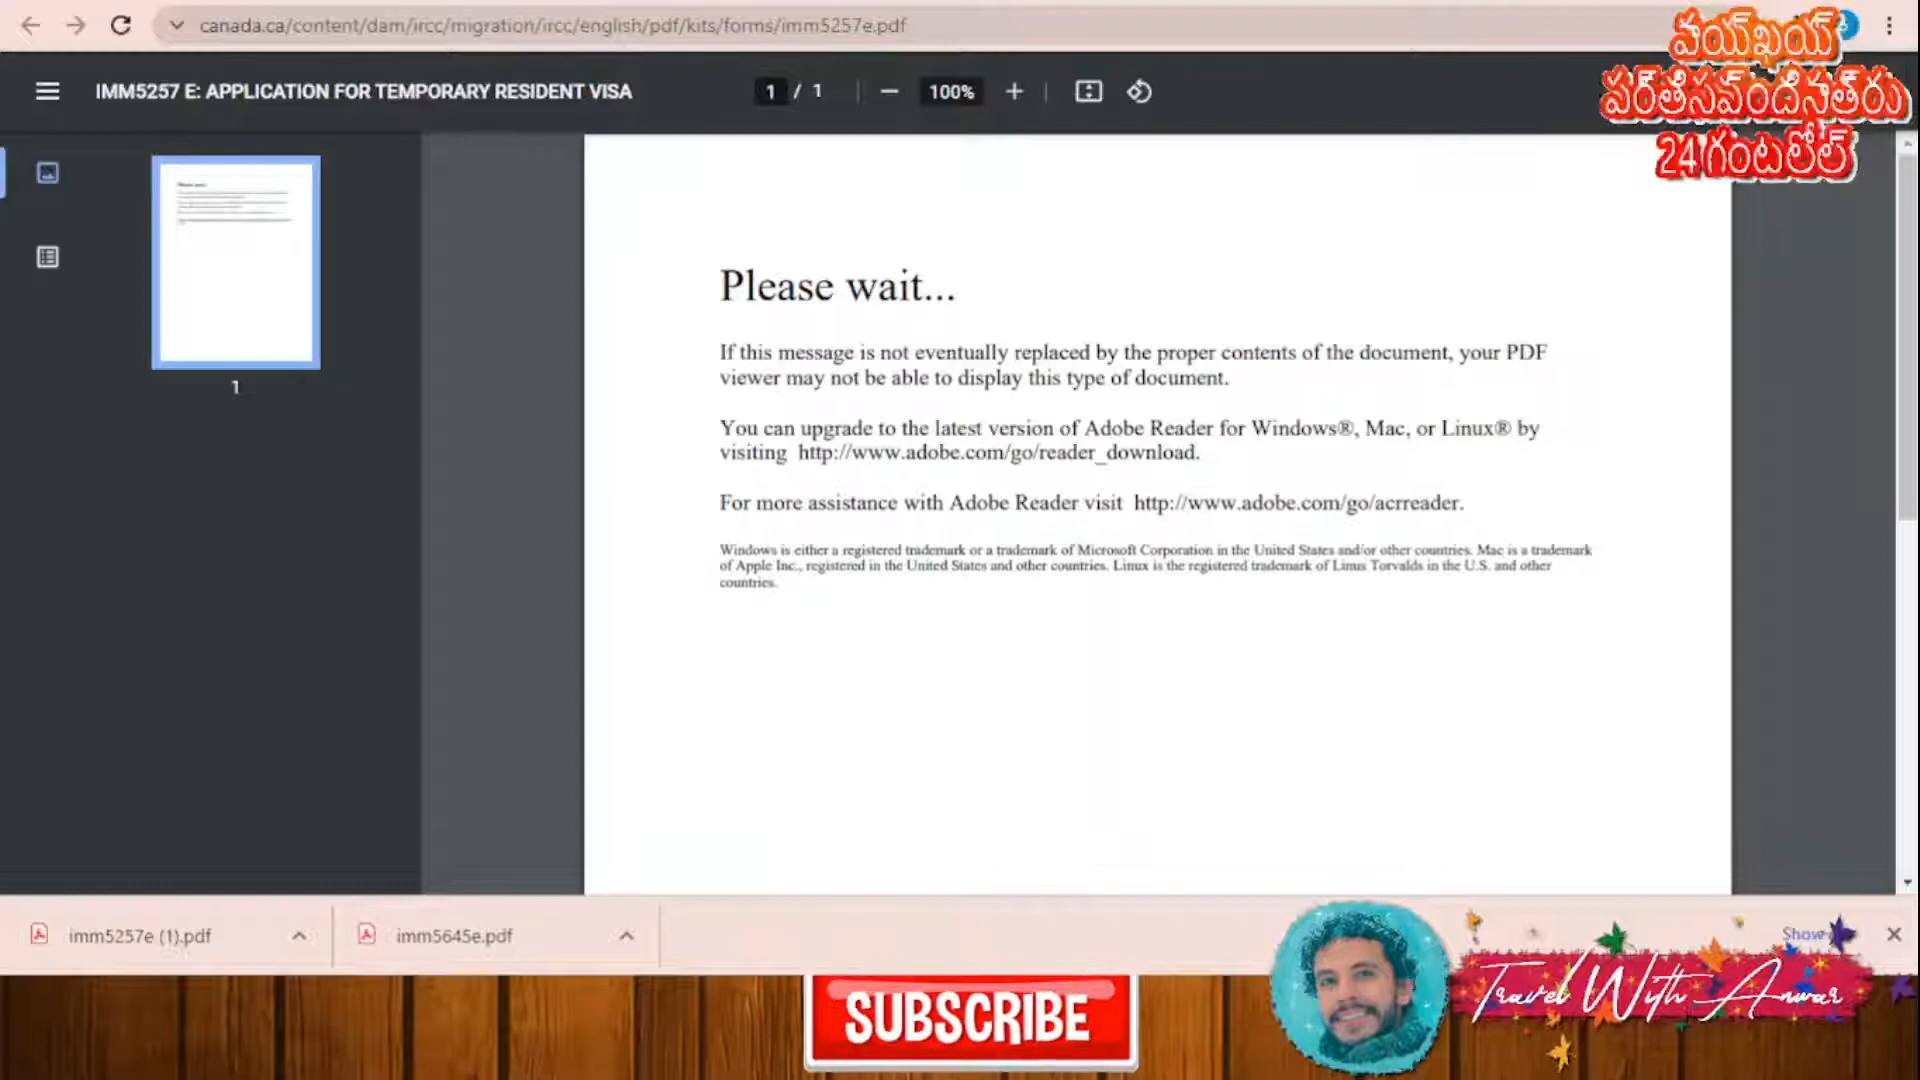 canada.ca/content/dam/ircc/migration/ircc/english/pdf/kits/forms/imm5257e.pdf
IMM5257 E: APPLICATION FOR TEMPORARY RESIDENT VISA
1 / 1
100%
24గంటలోల్
1
Please wait...
If this message is not eventually replaced by the proper contents of the document, your PDF
viewer may not be able to display this type of document.
You can upgrade to the latest version of Adobe Reader for Windows®, Mac, or Linux® by
visiting http://www.adobe.com/go/reader_download.
For more assistance with Adobe Reader visit http://www.adobe.com/go/acrreader.
Windows is either a registered trademark or a trademark of Microsoft Corporation in the United States and/or other countries. Mac is a trademark
of Apple Inc., registered in the United States and other countries. Linux is the registered trademark of Linus Torvalds in the U.S. and other
countries.
imm5257e (1).pdf
imm5645e.pdf
Show
SUBSCRIBE
Travel With Anwar